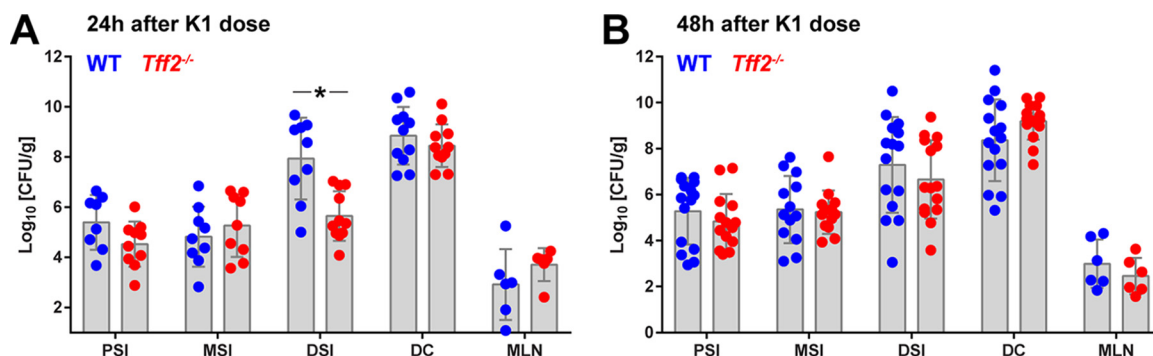 A 24h after K1 dose
WT Tff2-/-
Log10 [CFU/g]
12
10
8
6
4
2
*
PSI MSI DSI DC MLN
B 48h after K1 dose
WT Tff2-/-
Log10 [CFU/g]
12
10
8
6
4
2
0
PSI MSI DSI DC MLN